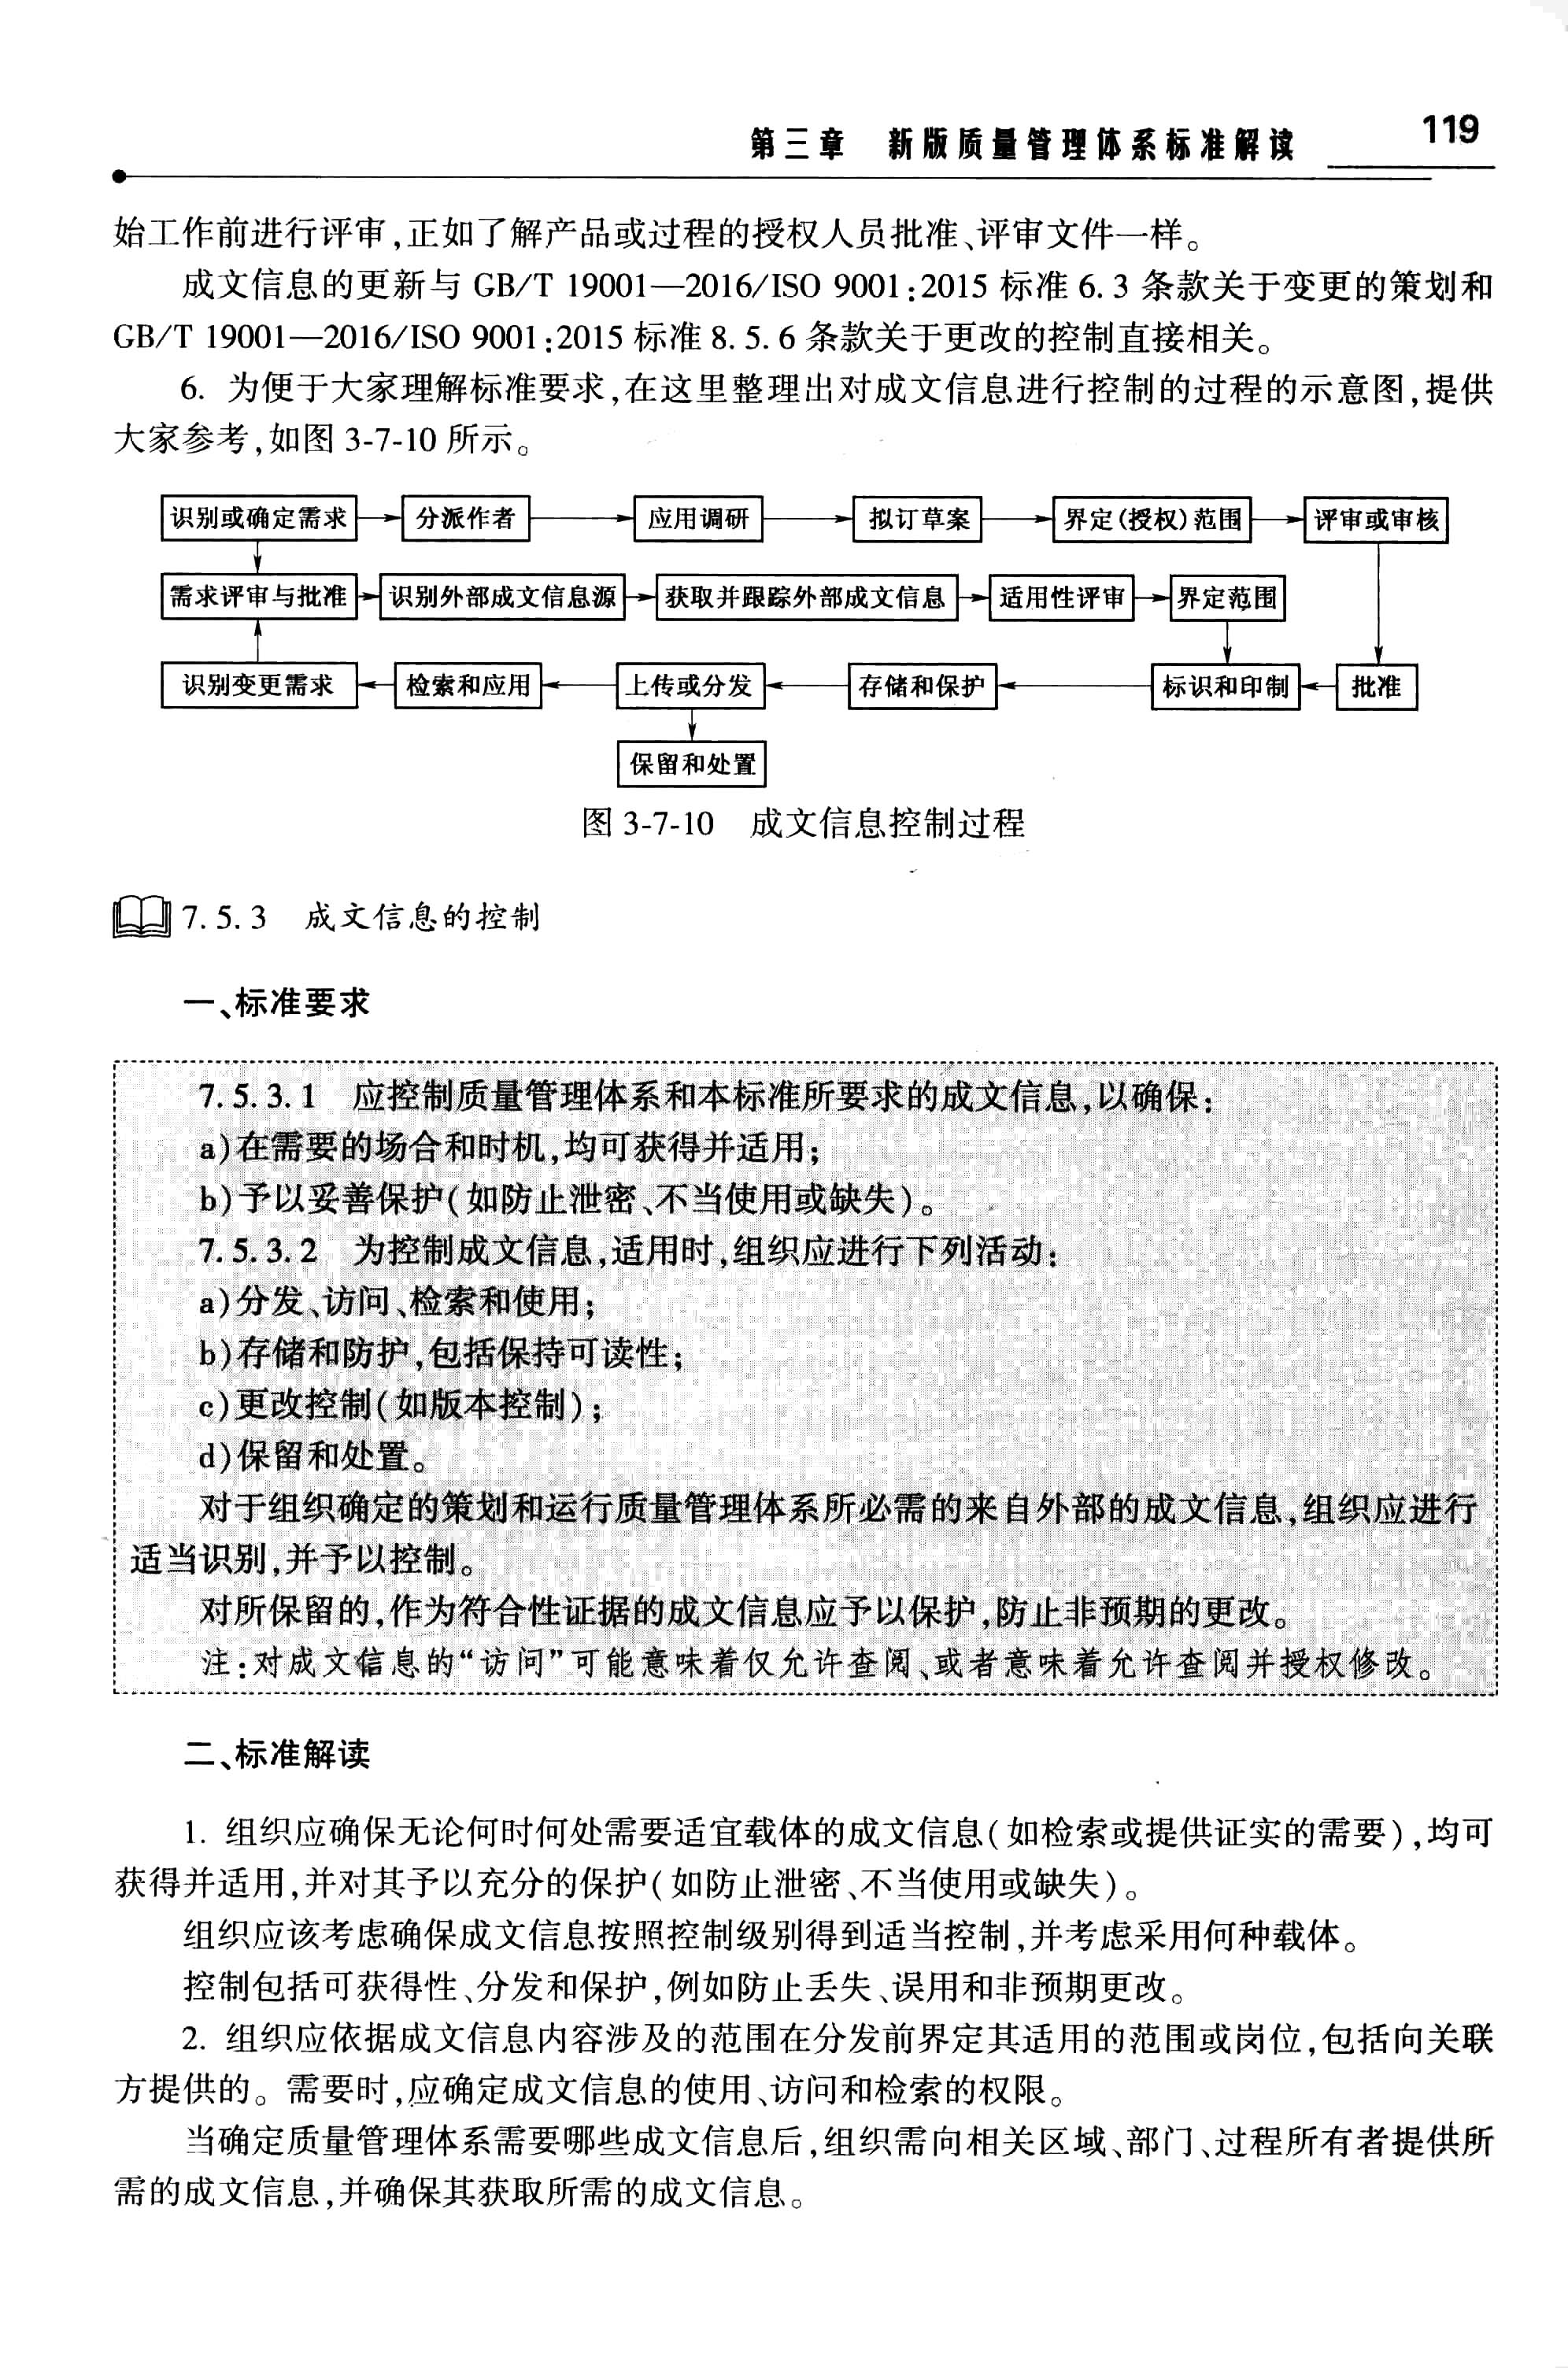 第三章 新版质量管理体系标准解读 119
始工作前进行评审,正如了解产品或过程的授权人员批准、评审文件一样。
成文信息的更新与 GB/T 19001—2016/ISO 9001:2015 标准 6.3 条款关于变更的策划和
GB/T 19001—2016/ISO 9001:2015 标准 8.5.6 条款关于更改的控制直接相关。
6. 为便于大家理解标准要求,在这里整理出对成文信息进行控制的过程的示意图,提供
大家参考,如图 3-7-10 所示。
识别或确定需求 分派作者 应用调研 拟订草案 界定(授权)范围 评审或审核
需求评审与批准 识别外部成文信息源 获取并跟踪外部成文信息 适用性评审 界定范围
识别变更需求 检索和应用 上传或分发 存储和保护 标识和印制 批准
保留和处置
图 3-7-10 成文信息控制过程
7.5.3 成文信息的控制
一、标准要求
7.5.3.1 应控制质量管理体系和本标准所要求的成文信息,以确保:
a)在需要的场合和时机,均可获得并适用;
b)予以妥善保护(如防止泄密、不当使用或缺失)。
7.5.3.2 为控制成文信息,适用时,组织应进行下列活动:
a)分发、访问、检索和使用;
b)存储和防护,包括保持可读性;
c)更改控制(如版本控制);
d)保留和处置。
对于组织确定的策划和运行质量管理体系所必需的来自外部的成文信息,组织应进行
适当识别,并予以控制。
对所保留的,作为符合性证据的成文信息应予以保护,防止非预期的更改。
注:对成文信息的“访问”可能意味着仅允许查阅、或者意味着允许查阅并授权修改。
二、标准解读
1. 组织应确保无论何时何处需要适宜载体的成文信息(如检索或提供证实的需要),均可
获得并适用,并对其予以充分的保护(如防止泄密、不当使用或缺失)。
组织应该考虑确保成文信息按照控制级别得到适当控制,并考虑采用何种载体。
控制包括可获得性、分发和保护,例如防止丢失、误用和非预期更改。
2. 组织应依据成文信息内容涉及的范围在分发前界定其适用的范围或岗位,包括向关联
方提供的。需要时,应确定成文信息的使用、访问和检索的权限。
当确定质量管理体系需要哪些成文信息后,组织需向相关区域、部门、过程所有者提供所
需的成文信息,并确保其获取所需的成文信息。